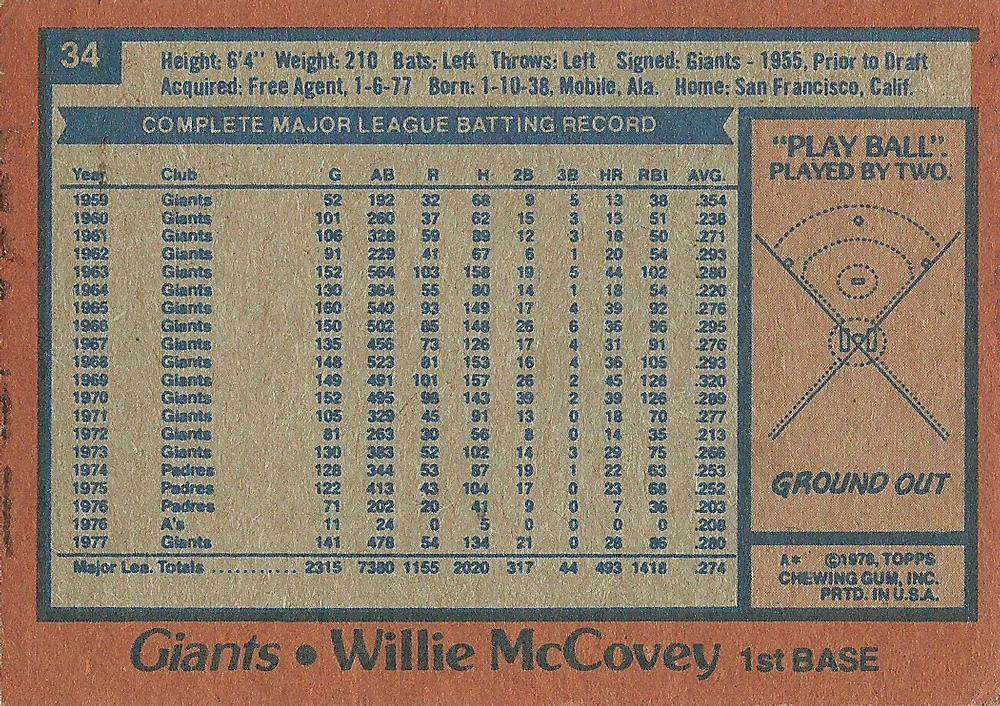 34
Height: 6'4" Weight: 210 Bats: Left Throws: Left Signed: Giants - 1955, Prior to Draft
Acquired: Free Agent, 1-6-77 Born: 1-10-38, Mobile, Ala. Home: San Francisco, Calif.
COMPLETE MAJOR LEAGUE BATTING RECORD
Year Club G AB R H 2B 3B HR RBI AVG.
1959 Giants 52 192 32 68 9 5 13 38 .354
1960 Giants 101 260 37 62 15 3 13 51 .238
1961 Giants 106 328 59 89 12 3 18 50 .271
1962 Giants 91 229 41 67 6 1 20 54 .293
1963 Giants 152 564 103 158 19 5 44 102 .280
1964 Giants 130 364 55 80 14 1 18 54 .220
1965 Giants 160 540 93 149 17 4 39 92 .276
1966 Giants 150 502 85 148 26 6 36 96 .295
1967 Giants 135 456 73 126 17 4 31 91 .276
1968 Giants 148 523 81 153 16 4 36 105 .293
1969 Giants 149 491 101 157 26 2 45 126 .320
1970 Giants 152 495 98 143 39 2 39 126 .289
1971 Giants 105 329 45 91 13 0 18 70 .277
1972 Giants 81 263 30 56 8 0 14 35 .213
1973 Giants 130 383 52 102 14 3 29 75 .266
1974 Padres 128 344 53 87 19 1 22 63 .253
1975 Padres 122 413 43 104 17 0 23 68 .252
1976 Padres 71 202 20 41 9 0 7 36 .203
1976 A's 11 24 0 5 0 0 0 0 .208
1977 Giants 141 478 54 134 21 0 28 86 .280
Major Lea. Totals ........... 2315 7380 1155 2020 317 44 493 1418 .274
"PLAY BALL".
PLAYED BY TWO.
GROUND OUT
A* ©1978, TOPPS
CHEWING GUM, INC.
PRTD. IN U.S.A.
Giants • Willie McCovey 1st BASE